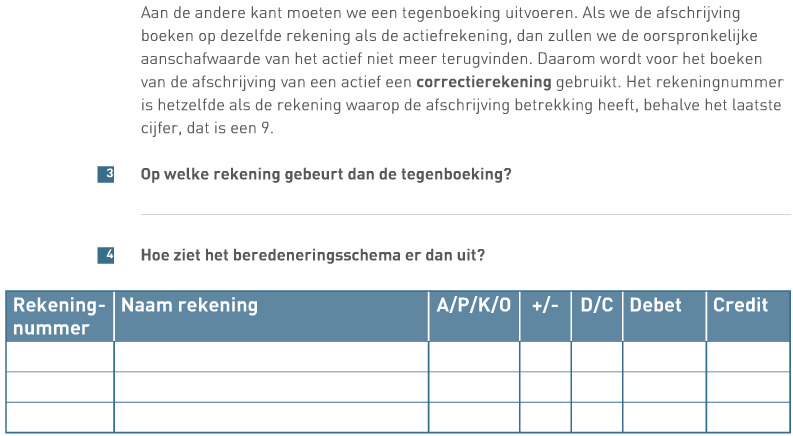 Aan de andere kant moeten we een tegenboeking uitvoeren. Als we de afschrijving
boeken op dezelfde rekening als de actiefrekening, dan zullen we de oorspronkelijke
aanschafwaarde van het actief niet meer terugvinden. Daarom wordt voor het boeken
van de afschrijving van een actief een correctierekening gebruikt. Het rekeningnummer
is hetzelfde als de rekening waarop de afschrijving betrekking heeft, behalve het laatste
cijfer, dat is een 9.
3 Op welke rekening gebeurt dan de tegenboeking?
4 Hoe ziet het beredeneringsschema er dan uit?
Rekening- Naam rekening A/P/K/O +/- D/C Debet Credit
nummer